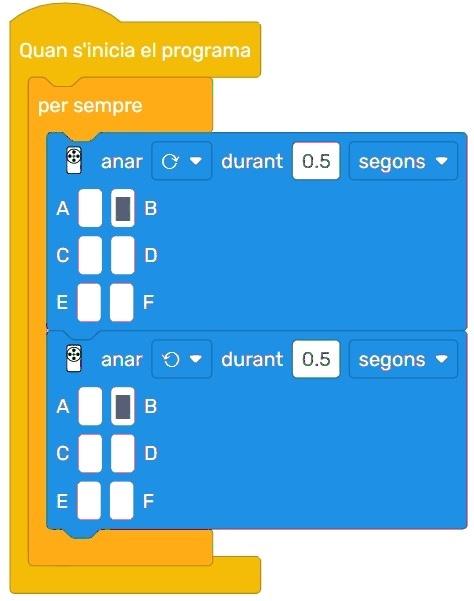 Quan s'inicia el programa
per sempre
anar durant 0.5 segons
A B
C D
E F
anar durant 0.5 segons
A B
C D
E F